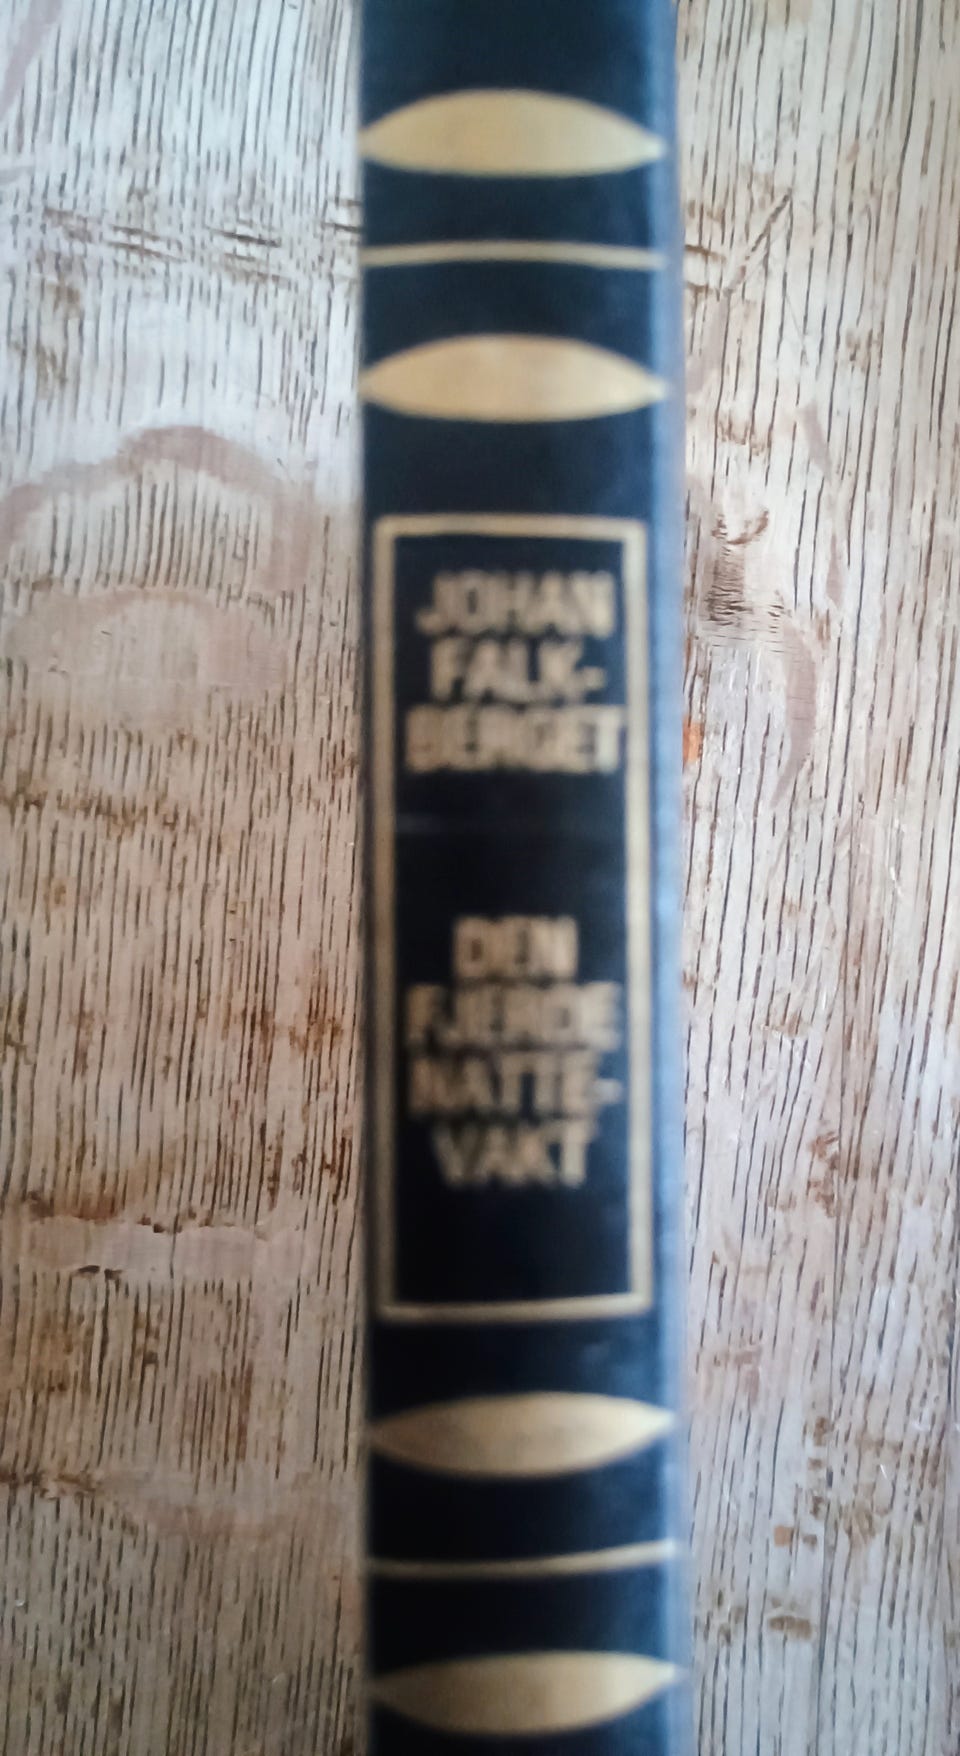 JOHAN
FALK-
BERGET
DEN
FJERDE
NATTE-
VAKT